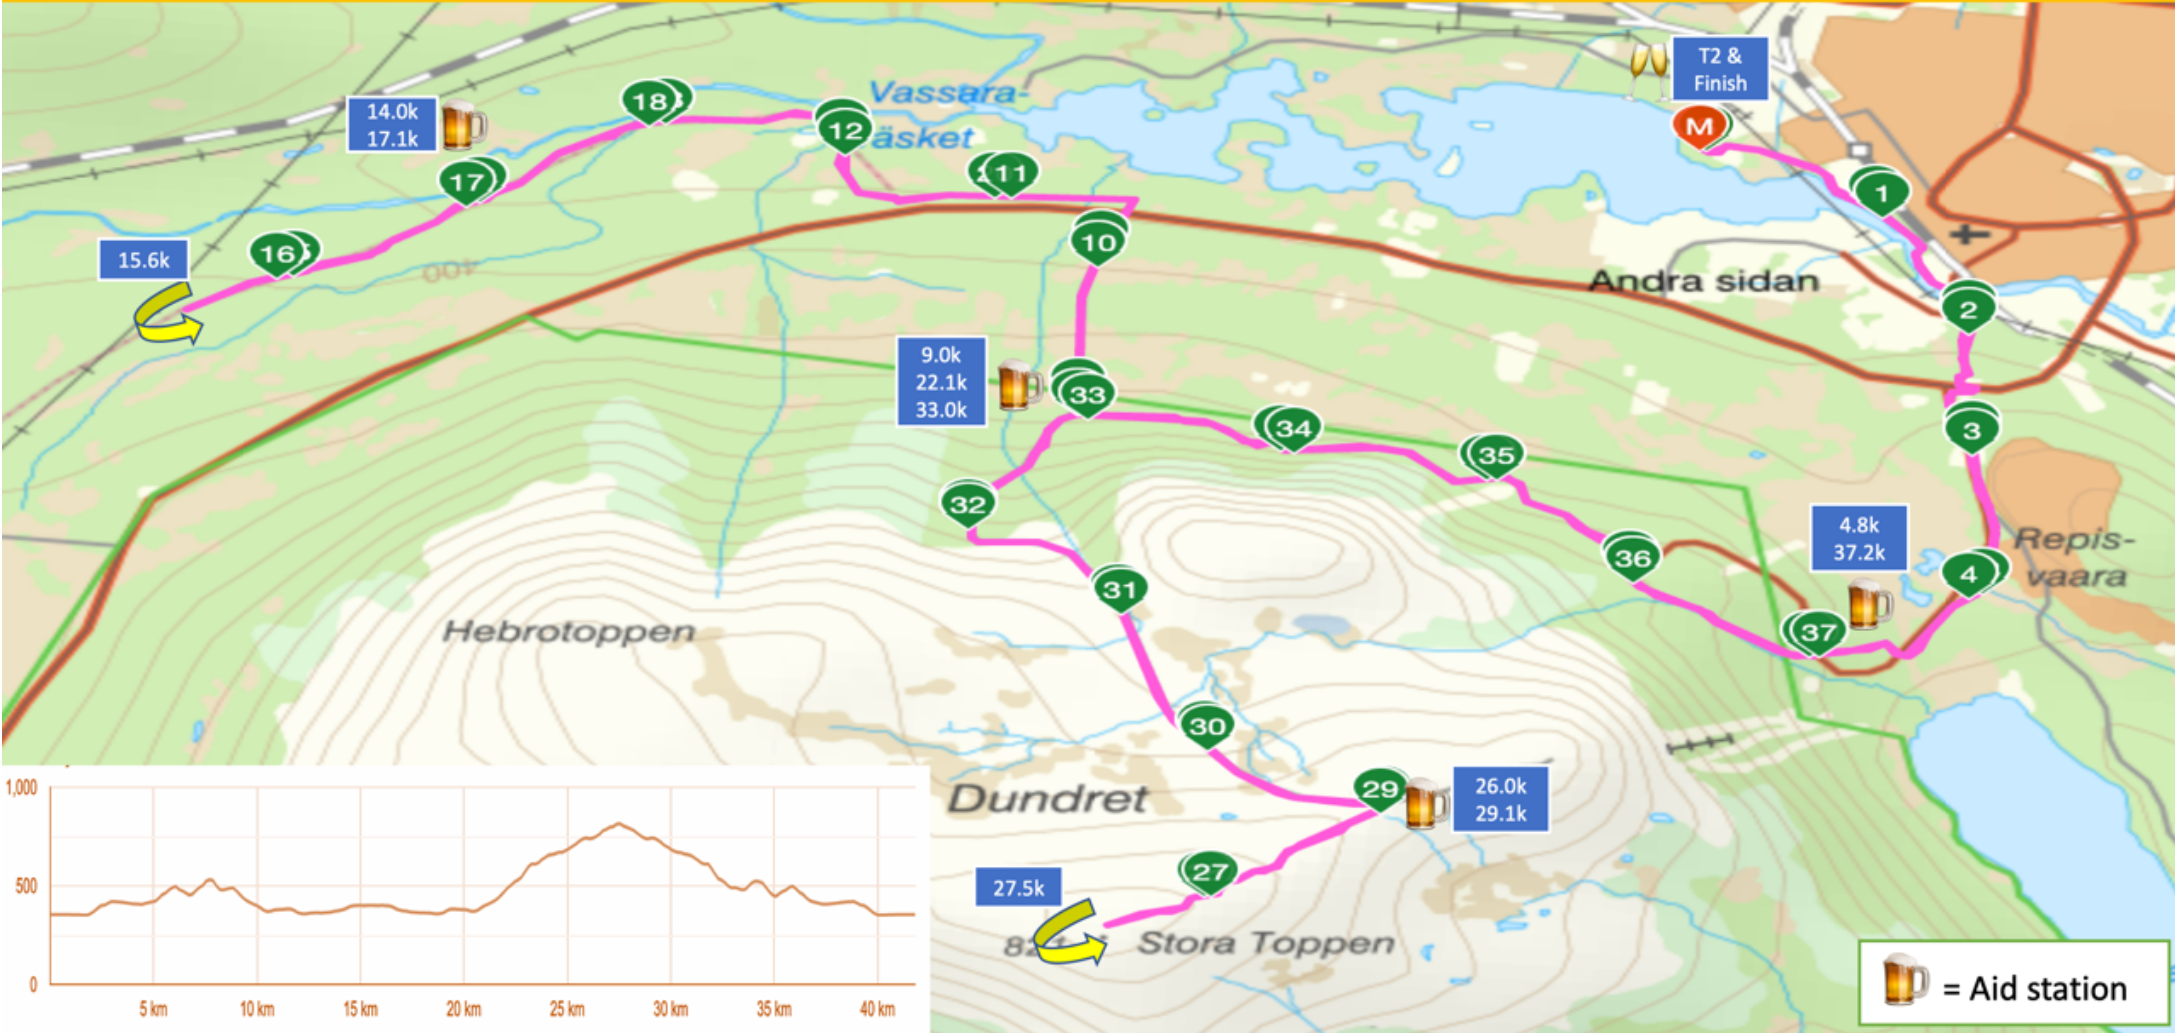 T2 &
Finish
M
1
2
3
4
Vassara-
äsket
18
14.0k
17.1k
17
12
11
10
16
15.6k
400
Andra sidan
9.0k
22.1k
33.0k
33
34
35
32
31
36
4.8k
37.2k
37
Repis-
vaara
Hebrotoppen
30
Dundret
29
26.0k
29.1k
27
27.5k
Stora Toppen
= Aid station
1,000
500
0
5 km
10 km
15 km
20 km
25 km
30 km
35 km
40 km